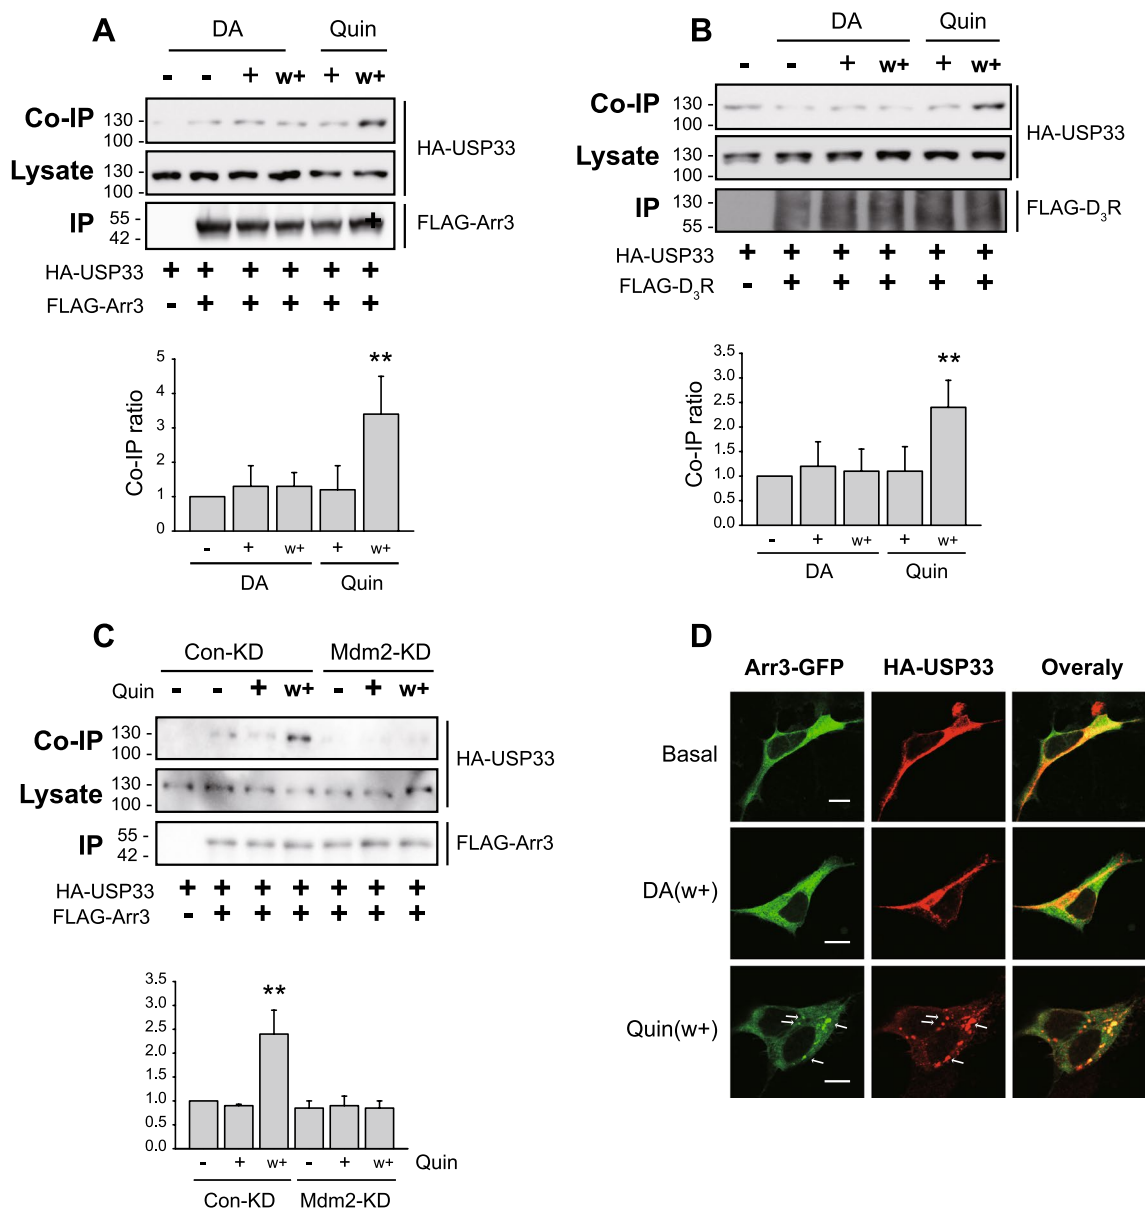 A
DA Quin
- - + w+ + w+
Co-IP 130 -
100 -
HA-USP33
Lysate 130 -
100 -
IP 55 -
42 -
FLAG-Arr3
+
HA-USP33 + + + + + +
FLAG-Arr3 - + + + + +
Co-IP ratio
5
4
3
2
1
0
**
- + w+ + w+
DA Quin
B
DA Quin
- - + w+ + w+
Co-IP 130 -
100 -
HA-USP33
Lysate 130 -
100 -
IP 130 -
55 -
FLAG-D3R
HA-USP33 + + + + + +
FLAG-D3R - + + + + +
Co-IP ratio
3.5
3.0
2.5
2.0
1.5
1.0
0.5
0.0
**
- + w+ + w+
DA Quin
C
Con-KD Mdm2-KD
Quin - - + w+ - + w+
Co-IP 130 -
100 -
HA-USP33
Lysate 130 -
100 -
IP 55 -
42 -
FLAG-Arr3
HA-USP33 + + + + + + +
FLAG-Arr3 - + + + + + +
3.5
3.0
2.5
2.0
1.5
1.0
0.5
0.0
**
- + w+ - + w+ Quin
Con-KD Mdm2-KD
D
Arr3-GFP HA-USP33 Overaly
Basal
DA(w+)
Quin(w+)